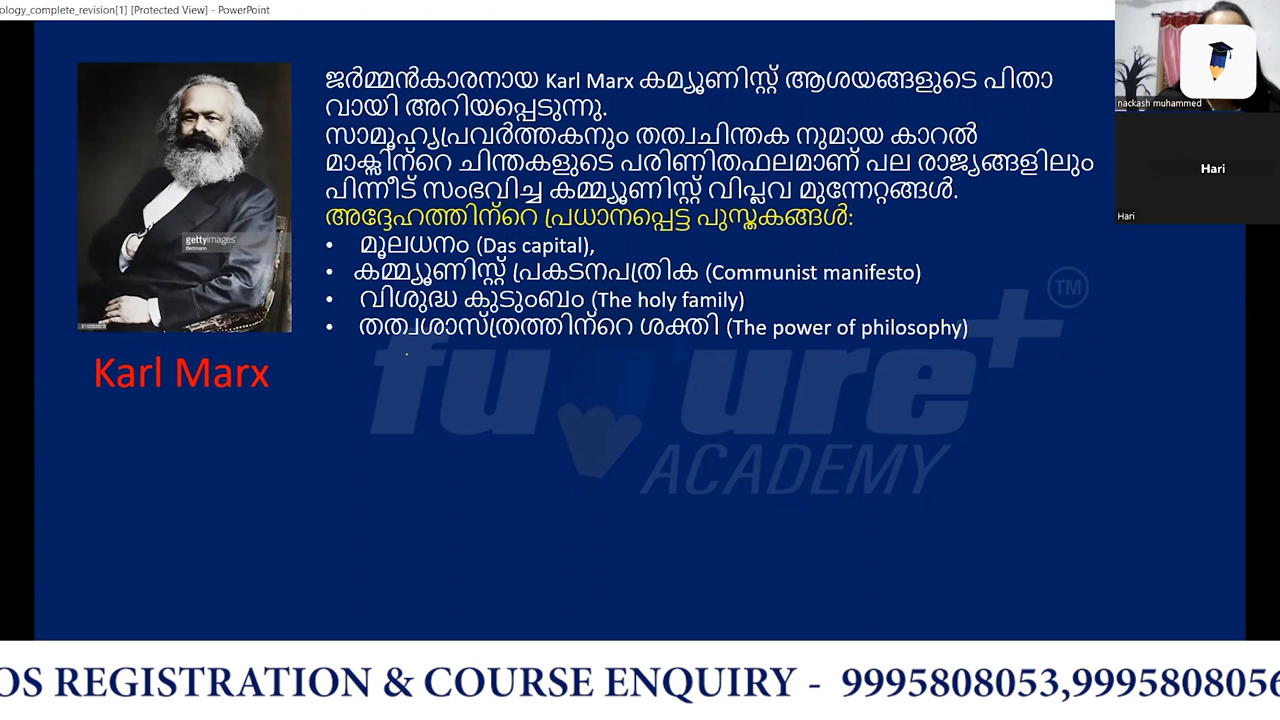 ology_complete_revision[1] [Protected View] - PowerPoint
ജർമ്മൻകാരനായ Karl Marx കമ്യൂണിസ്റ്റ് ആശയങ്ങളുടെ പിതാ
വായി അറിയപ്പെടുന്നു.
സാമൂഹ്യപ്രവർത്തകനും തത്വചിന്തക നുമായ കാറൽ
മാക്സിന്റെ ചിന്തകളുടെ പരിണിതഫലമാണ് പല രാജ്യങ്ങളിലും
പിന്നീട് സംഭവിച്ച കമ്മ്യൂണിസ്റ്റ് വിപ്ലവ മുന്നേറ്റങ്ങൾ.
അദ്ദേഹത്തിന്റെ പ്രധാനപ്പെട്ട പുസ്തകങ്ങൾ:
• മൂലധനം (Das capital),
• കമ്മ്യൂണിസ്റ്റ് പ്രകടനപത്രിക (Communist manifesto)
• വിശുദ്ധ കുടുംബം (The holy family)
• തത്വശാസ്ത്രത്തിന്റെ ശക്തി (The power of philosophy)
gettyimages
Bettmann
Karl Marx
future+ TM
ACADEMY
nackash muhammed
Hari
Hari
OS REGISTRATION & COURSE ENQUIRY - 9995808053,9995808056